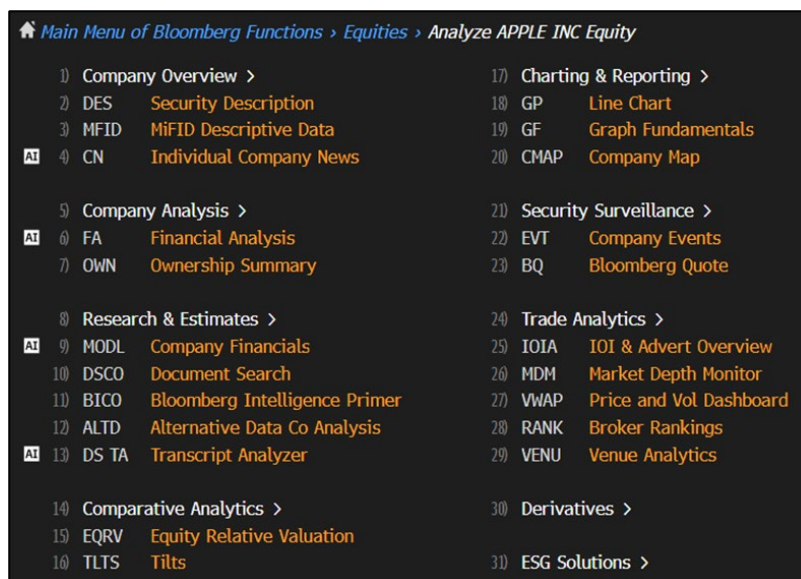 Main Menu of Bloomberg Functions › Equities › Analyze APPLE INC Equity
1) Company Overview >
2) DES Security Description
3) MFID MiFID Descriptive Data
AI 4) CN Individual Company News
5) Company Analysis >
AI 6) FA Financial Analysis
7) OWN Ownership Summary
8) Research & Estimates >
AI 9) MODL Company Financials
10) DSCO Document Search
11) BICO Bloomberg Intelligence Primer
12) ALTD Alternative Data Co Analysis
AI 13) DS TA Transcript Analyzer
14) Comparative Analytics >
15) EQRV Equity Relative Valuation
16) TLTS Tilts
17) Charting & Reporting >
18) GP Line Chart
19) GF Graph Fundamentals
20) CMAP Company Map
21) Security Surveillance >
22) EVT Company Events
23) BQ Bloomberg Quote
24) Trade Analytics >
25) IOIA IOI & Advert Overview
26) MDM Market Depth Monitor
27) VWAP Price and Vol Dashboard
28) RANK Broker Rankings
29) VENU Venue Analytics
30) Derivatives >
31) ESG Solutions >